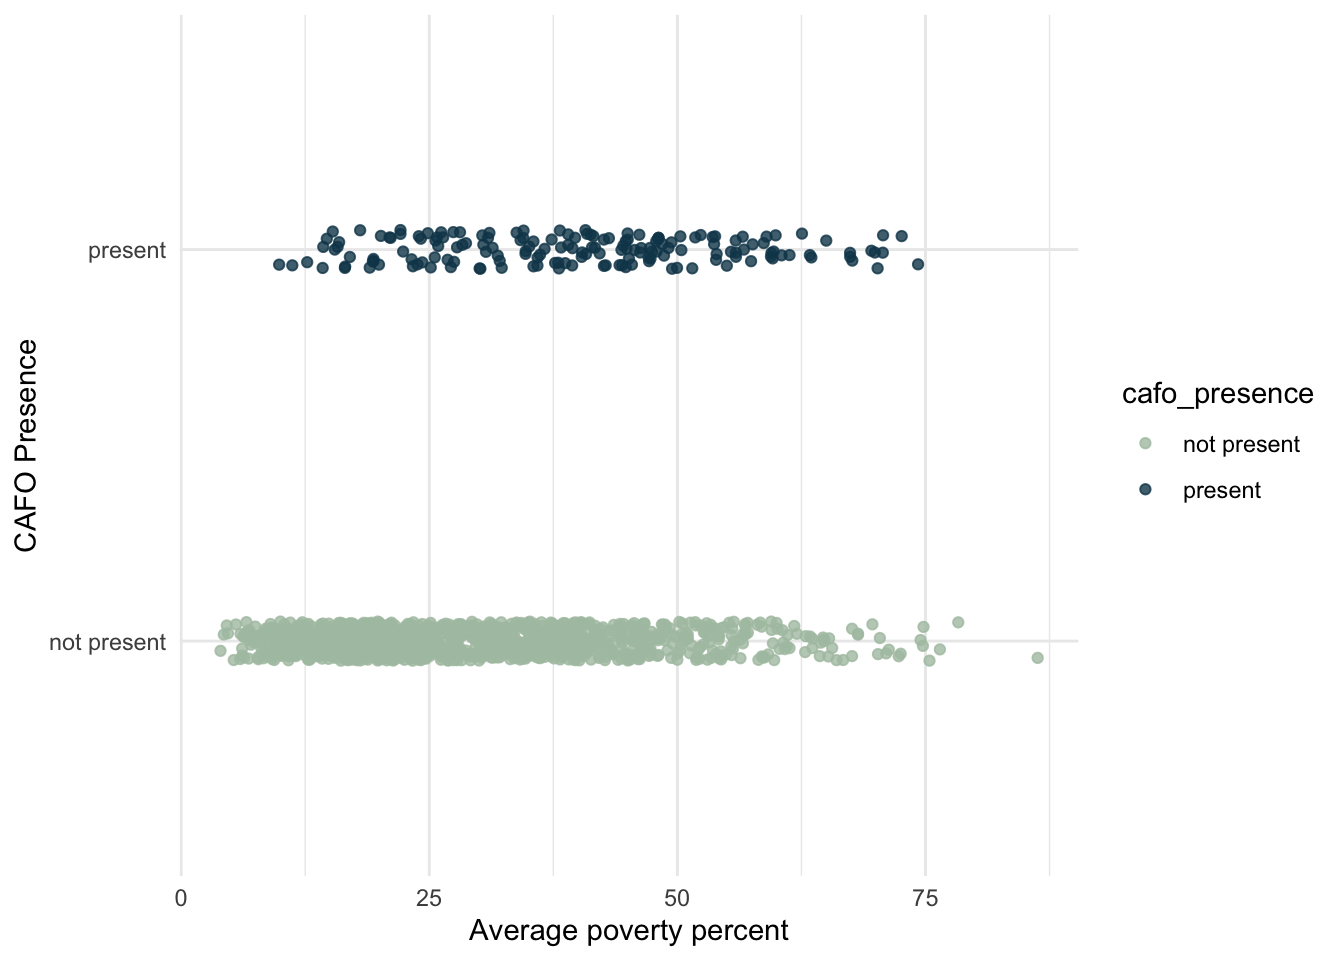 present
not present
CAFO Presence
0
25
50
75
Average poverty percent
cafo_presence
not present
present